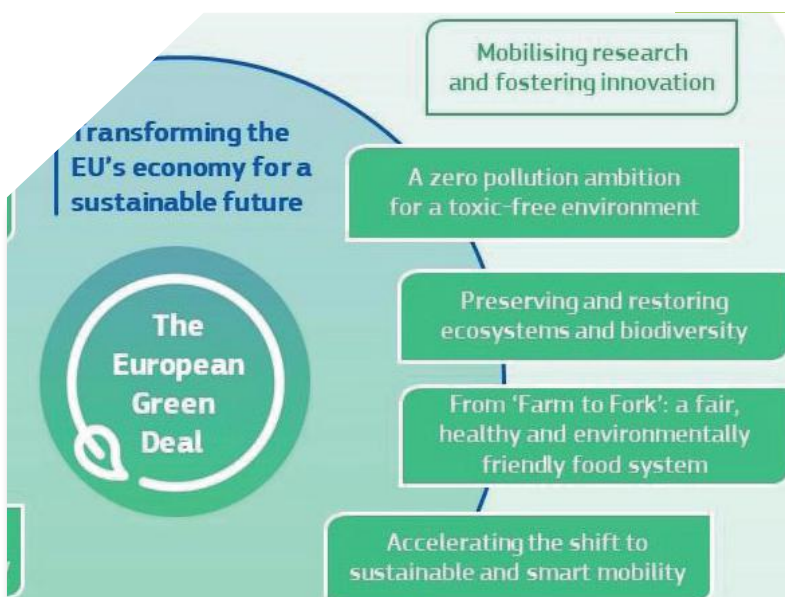 Mobilising research
and fostering innovation
Transforming the
EU's economy for a
sustainable future
A zero pollution ambition
for a toxic-free environment
Preserving and restoring
ecosystems and biodiversity
The
European
Green
Deal
From 'Farm to Fork': a fair,
healthy and environmentally
friendly food system
Accelerating the shift to
sustainable and smart mobility